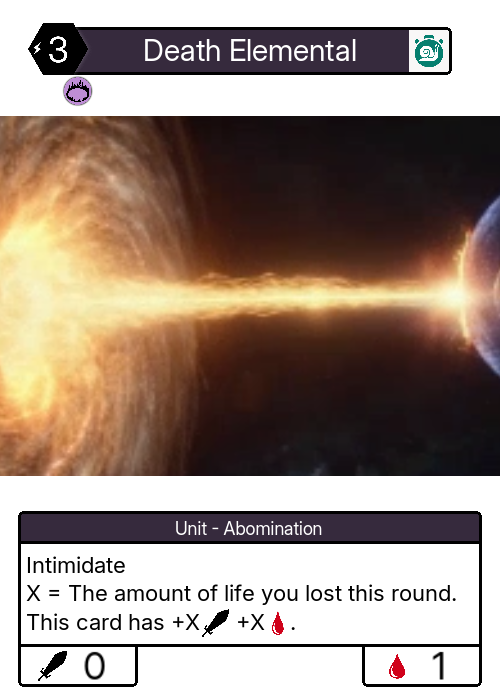 3 Death Elemental
Unit - Abomination
Intimidate
X = The amount of life you lost this round.
This card has +X +X .
0 1